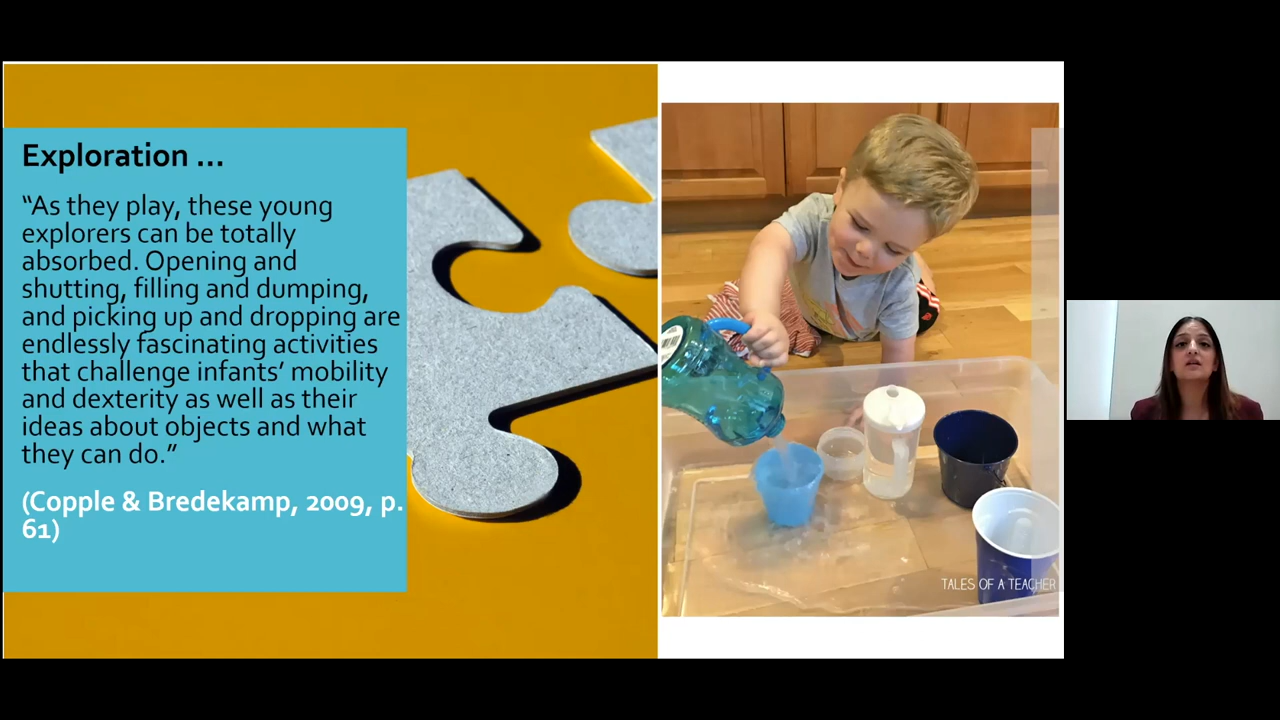 Exploration ...
“As they play, these young
explorers can be totally
absorbed. Opening and
shutting, filling and dumping,
and picking up and dropping are
endlessly fascinating activities
that challenge infants’ mobility
and dexterity as well as their
ideas about objects and what
they can do.”
(Copple & Bredekamp, 2009, p.
61)
TALES OF A TEACHER